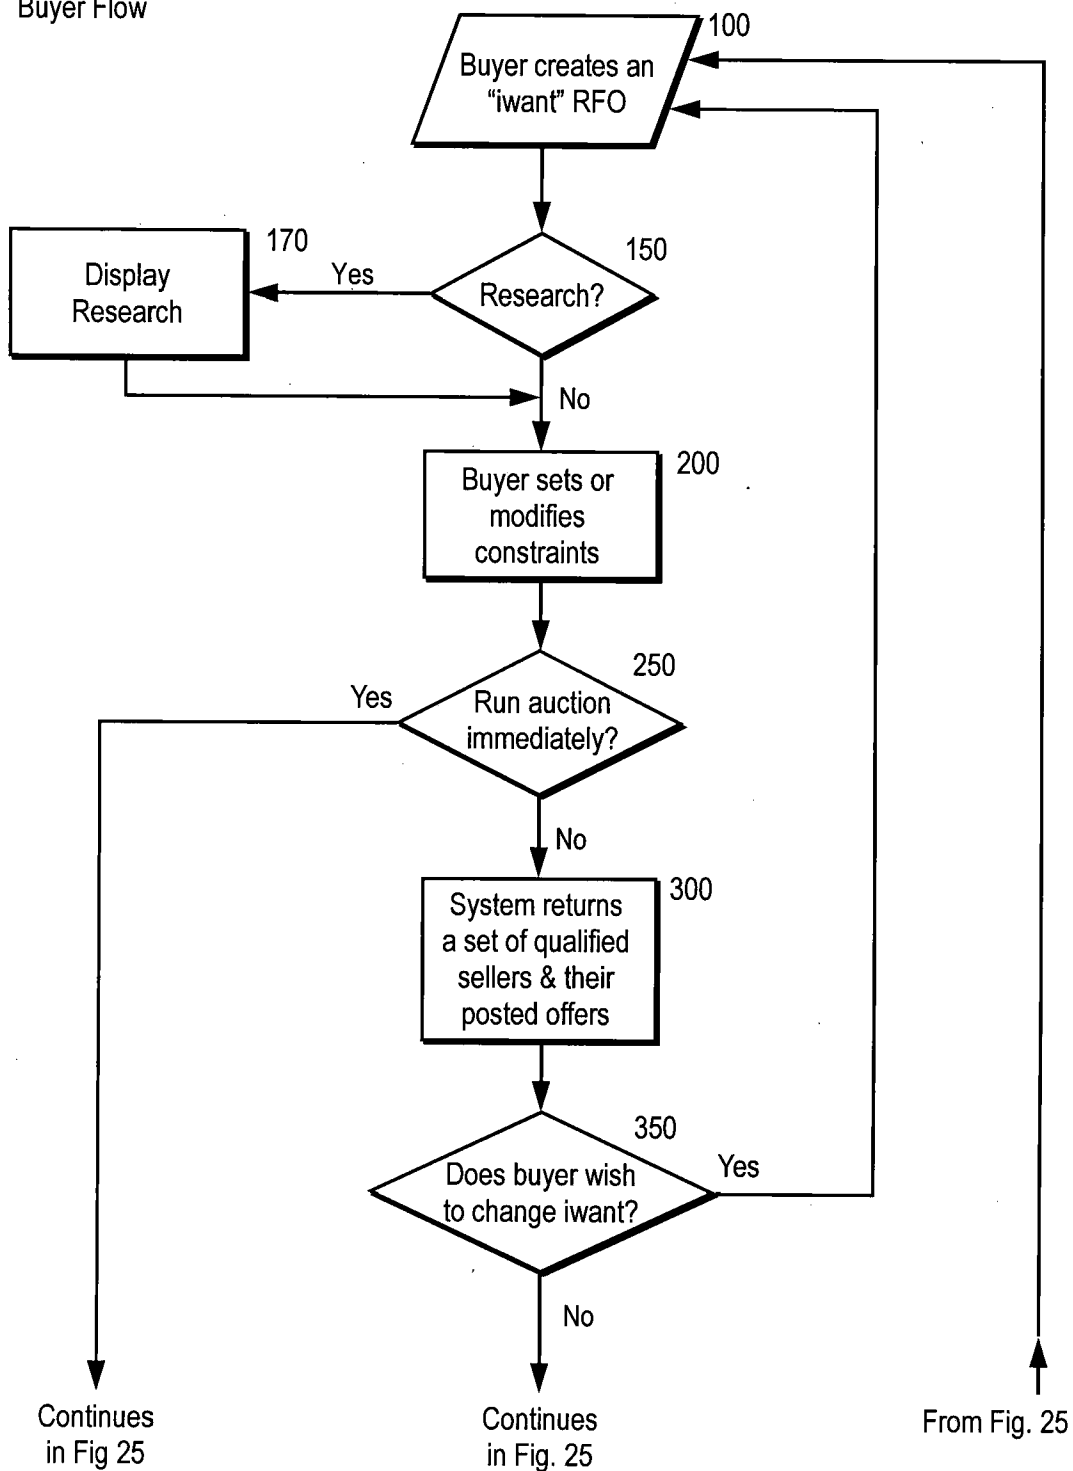 Buyer Flow
100
Buyer creates an
“iwant” RFO
170
150
Display
Research
Yes
Research?
No
200
Buyer sets or
modifies
constraints
250
Yes
Run auction
immediately?
No
300
System returns
a set of qualified
sellers & their
posted offers
350
Does buyer wish
to change iwant?
Yes
No
Continues
in Fig 25
Continues
in Fig. 25
From Fig. 25